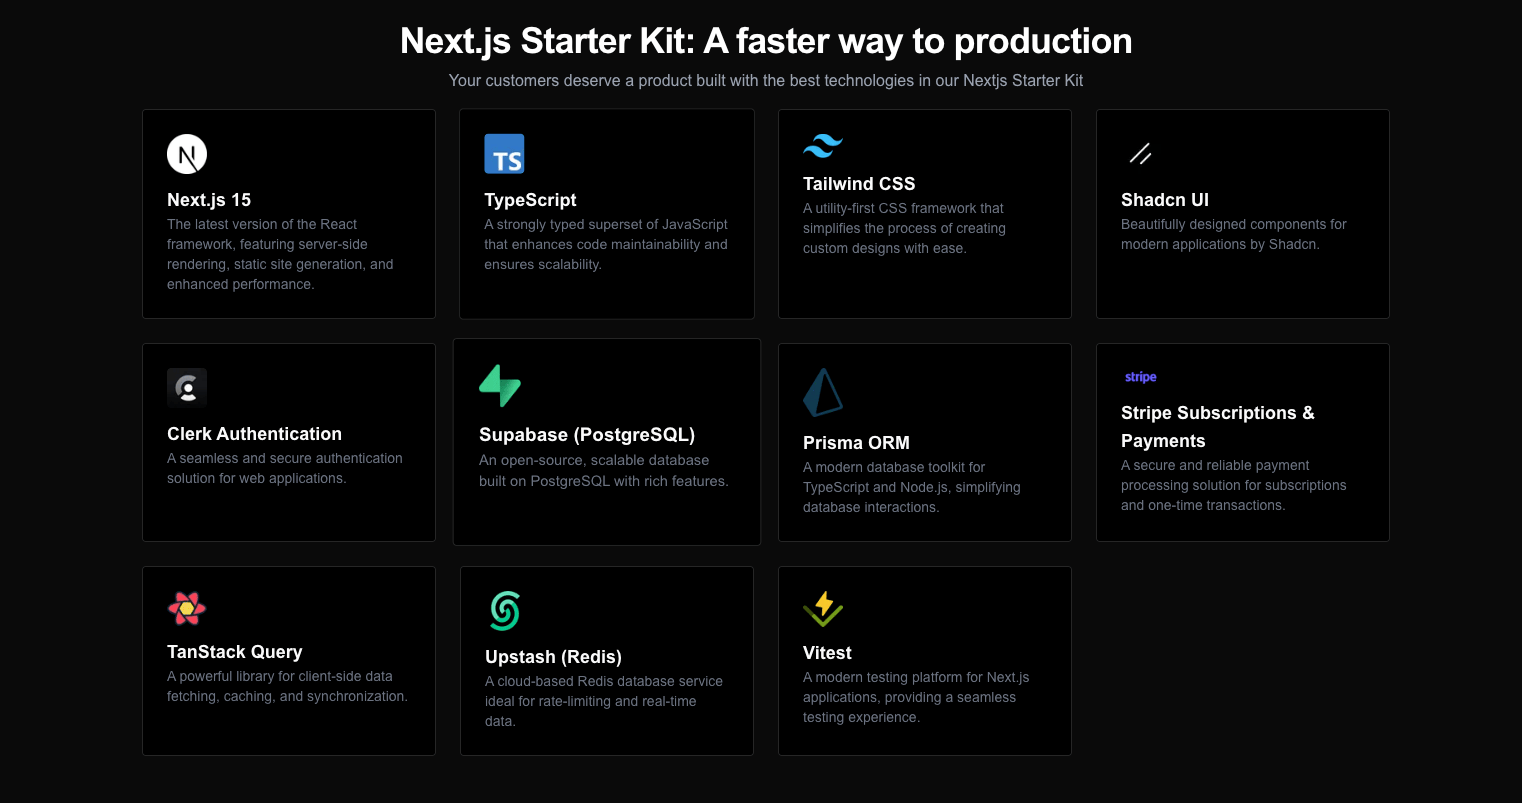 Next.js Starter Kit: A faster way to production
Your customers deserve a product built with the best technologies in our Nextjs Starter Kit
N
Next.js 15
The latest version of the React
framework, featuring server-side
rendering, static site generation, and
enhanced performance.
TS
TypeScript
A strongly typed superset of JavaScript
that enhances code maintainability and
ensures scalability.
Tailwind CSS
A utility-first CSS framework that
simplifies the process of creating
custom designs with ease.
Shadcn UI
Beautifully designed components for
modern applications by Shadcn.
Clerk Authentication
A seamless and secure authentication
solution for web applications.
Supabase (PostgreSQL)
An open-source, scalable database
built on PostgreSQL with rich features.
Prisma ORM
A modern database toolkit for
TypeScript and Node.js, simplifying
database interactions.
stripe
Stripe Subscriptions &
Payments
A secure and reliable payment
processing solution for subscriptions
and one-time transactions.
TanStack Query
A powerful library for client-side data
fetching, caching, and synchronization.
Upstash (Redis)
A cloud-based Redis database service
ideal for rate-limiting and real-time
data.
Vitest
A modern testing platform for Next.js
applications, providing a seamless
testing experience.